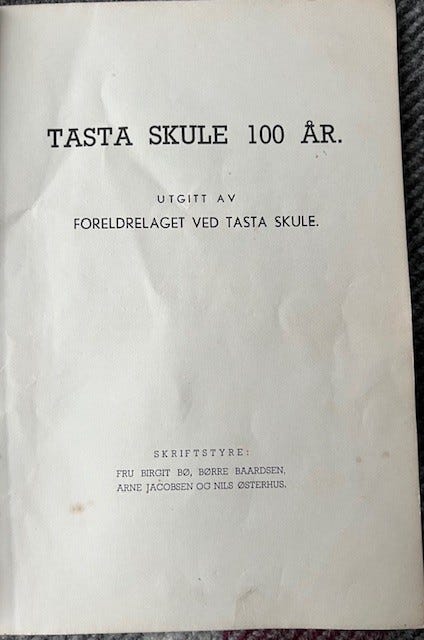 TASTA SKULE 100 ÅR.
UTGITT AV
FORELDRELAGET VED TASTA SKULE.
SKRIFTSTYRE:
FRU BIRGIT BØ, BØRRE BAARDSEN,
ARNE JACOBSEN OG NILS ØSTERHUS.